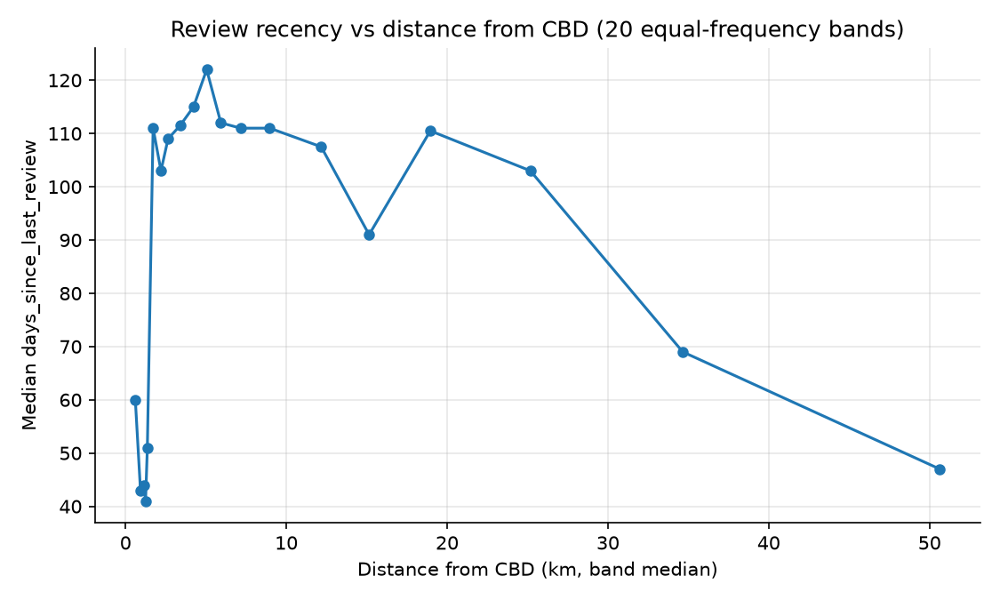 Review recency vs distance from CBD (20 equal-frequency bands)
Median days_since_last_review
120
110
100
90
80
70
60
50
40
0 10 20 30 40 50
Distance from CBD (km, band median)